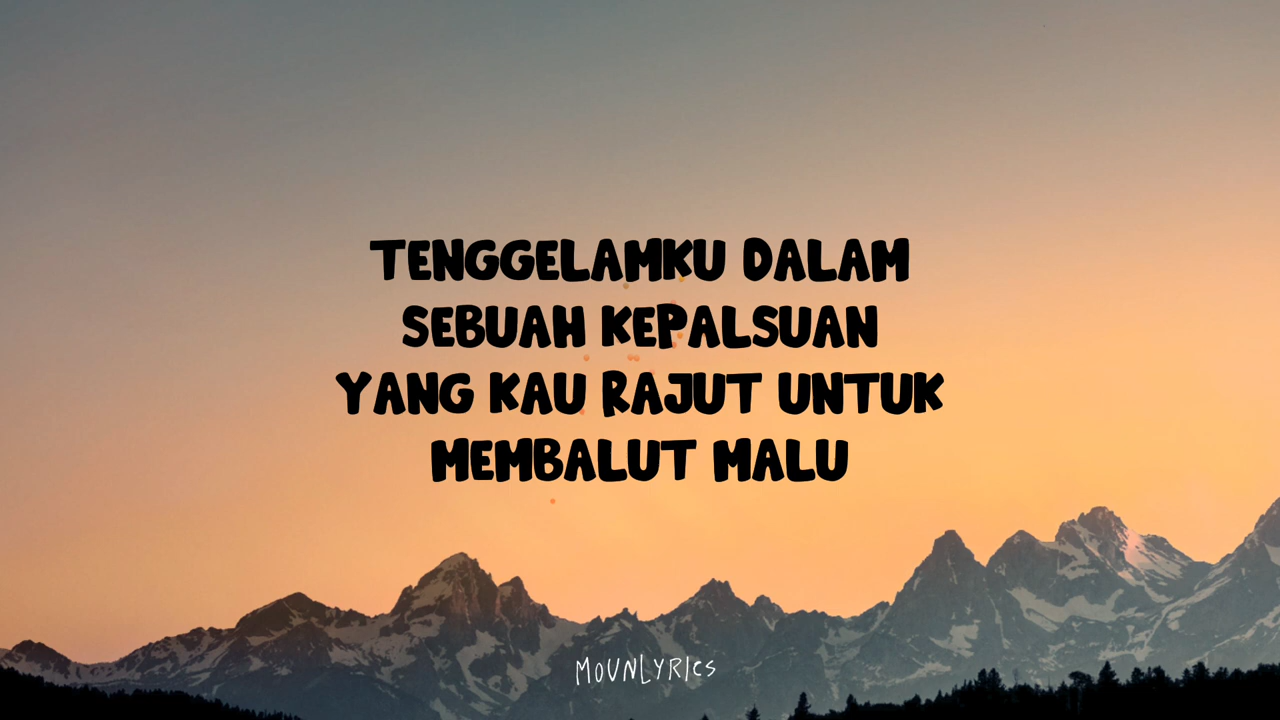 TENGGELAMKU DALAM
SEBUAH KEPALSUAN
YANG KAU RAJUT UNTUK
MEMBALUT MALU
MOUNLYRICS